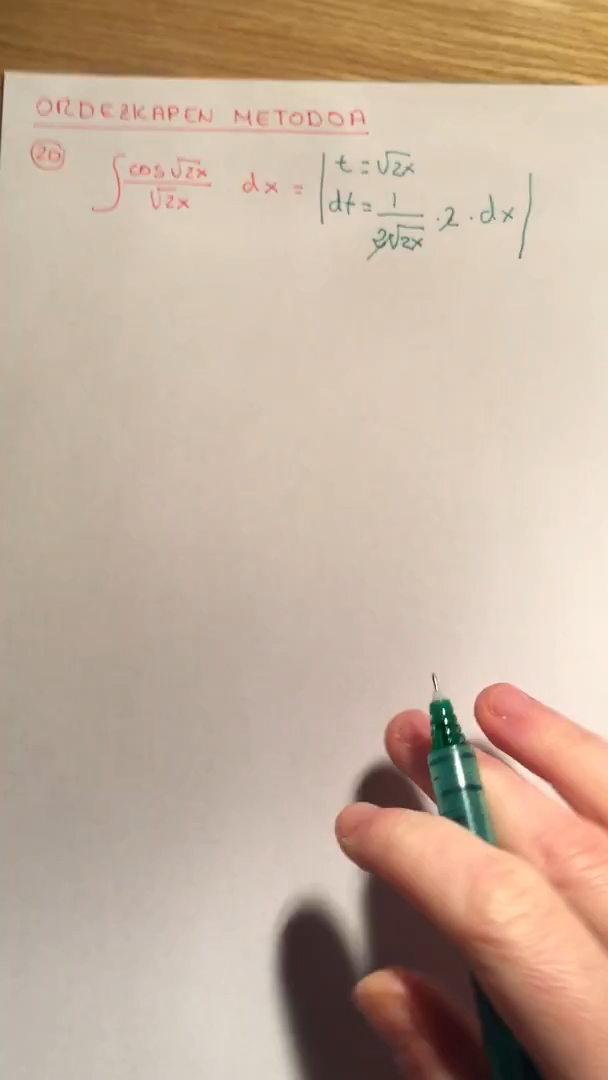 ORDEZKAPEN METODOA
20 ∫ cos √2x / √2x dx = | t = √2x
dt = 1 / 2√2x · 2 · dx |